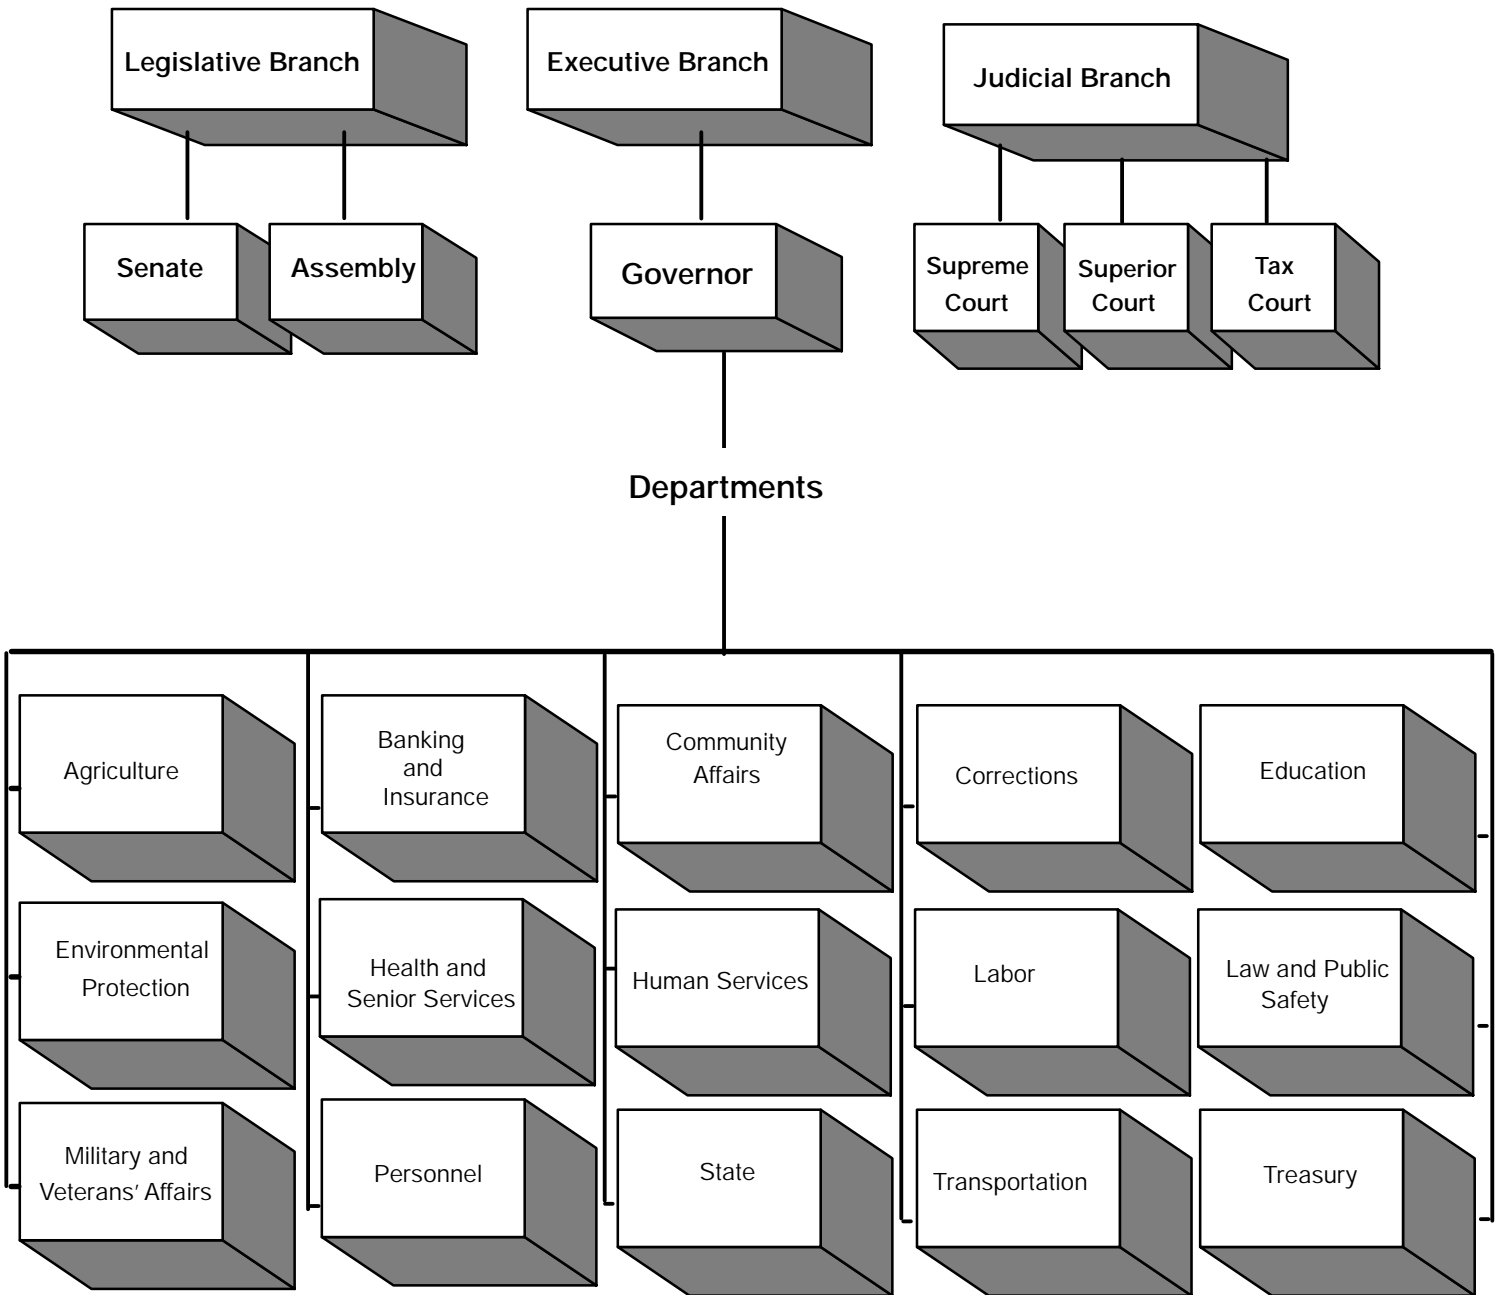 Legislative Branch
Executive Branch
Judicial Branch
Senate
Assembly
Governor
Supreme
Court
Superior
Court
Tax
Court
Departments
Agriculture
Banking
and
Insurance
Community
Affairs
Corrections
Education
Environmental
Protection
Health and
Senior Services
Human Services
Labor
Law and Public
Safety
Military and
Veterans’ Affairs
Personnel
State
Transportation
Treasury